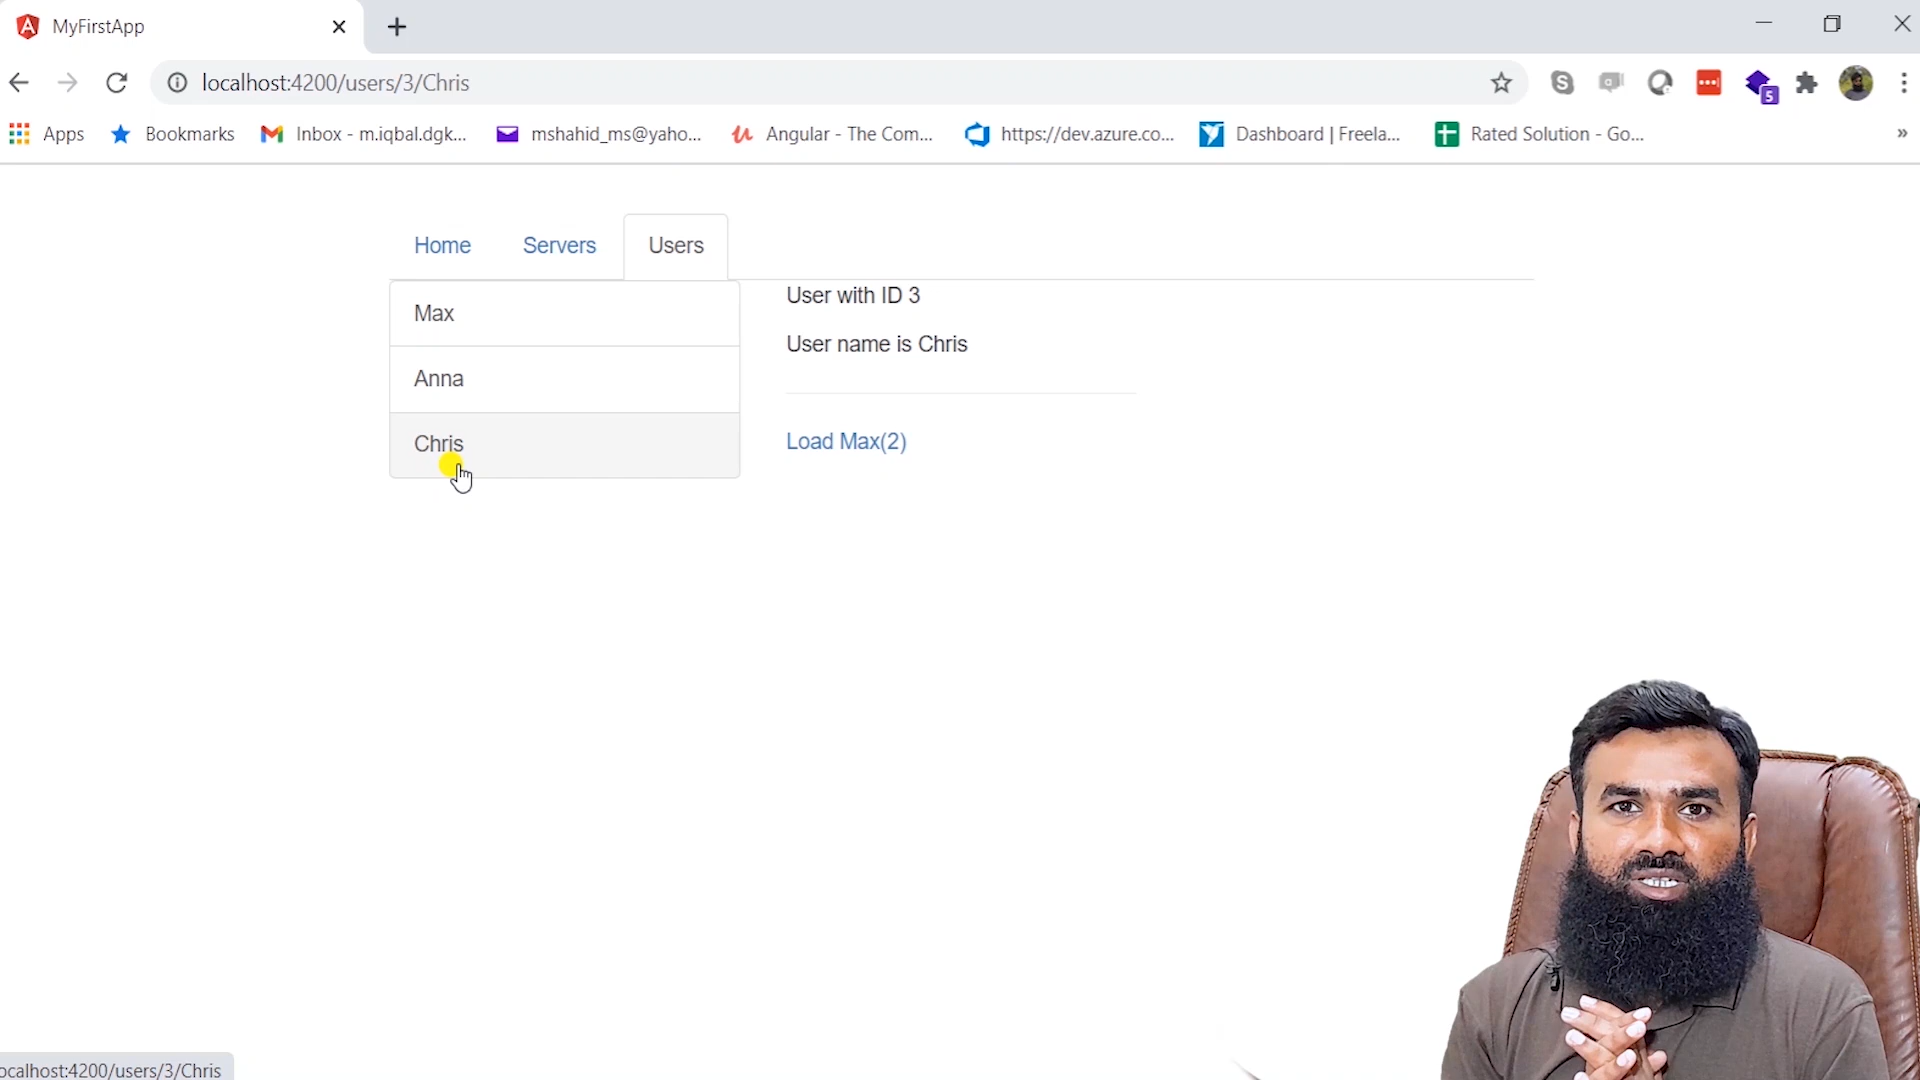 MyFirstApp
localhost:4200/users/3/Chris
5
Apps Bookmarks Inbox - m.iqbal.dgk... mshahid_ms@yaho... Angular - The Com... https://dev.azure.co... Dashboard | Freela... Rated Solution - Go... »
Home Servers Users
Max
Anna
Chris
User with ID 3
User name is Chris
Load Max(2)
ocalhost:4200/users/3/Chris